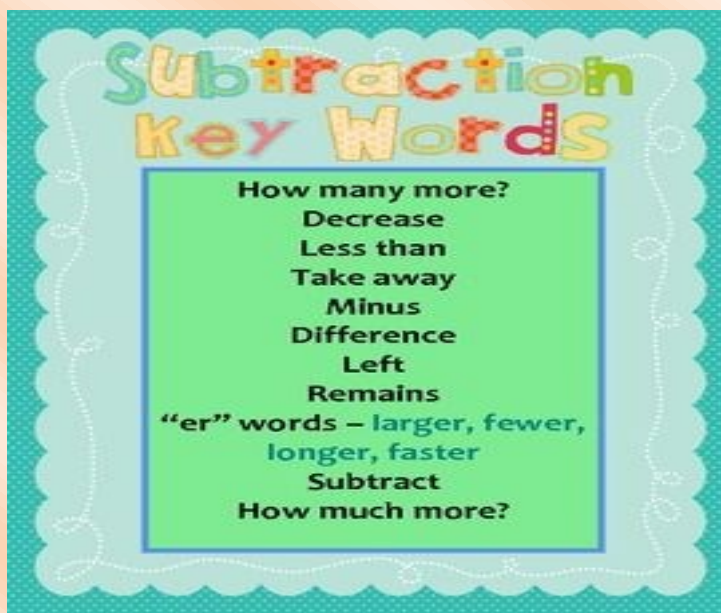 Subtraction
Key Words
How many more?
Decrease
Less than
Take away
Minus
Difference
Left
Remains
“er” words – larger, fewer,
longer, faster
Subtract
How much more?